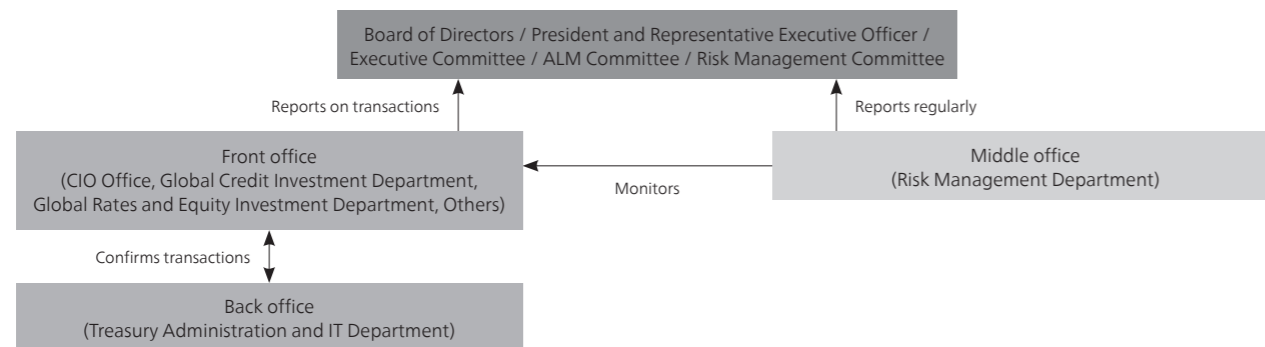 Board of Directors / President and Representative Executive Officer /
Executive Committee / ALM Committee / Risk Management Committee
Reports on transactions
Reports regularly
Front office
(CIO Office, Global Credit Investment Department,
Global Rates and Equity Investment Department, Others)
Monitors
Middle office
(Risk Management Department)
Confirms transactions
Back office
(Treasury Administration and IT Department)